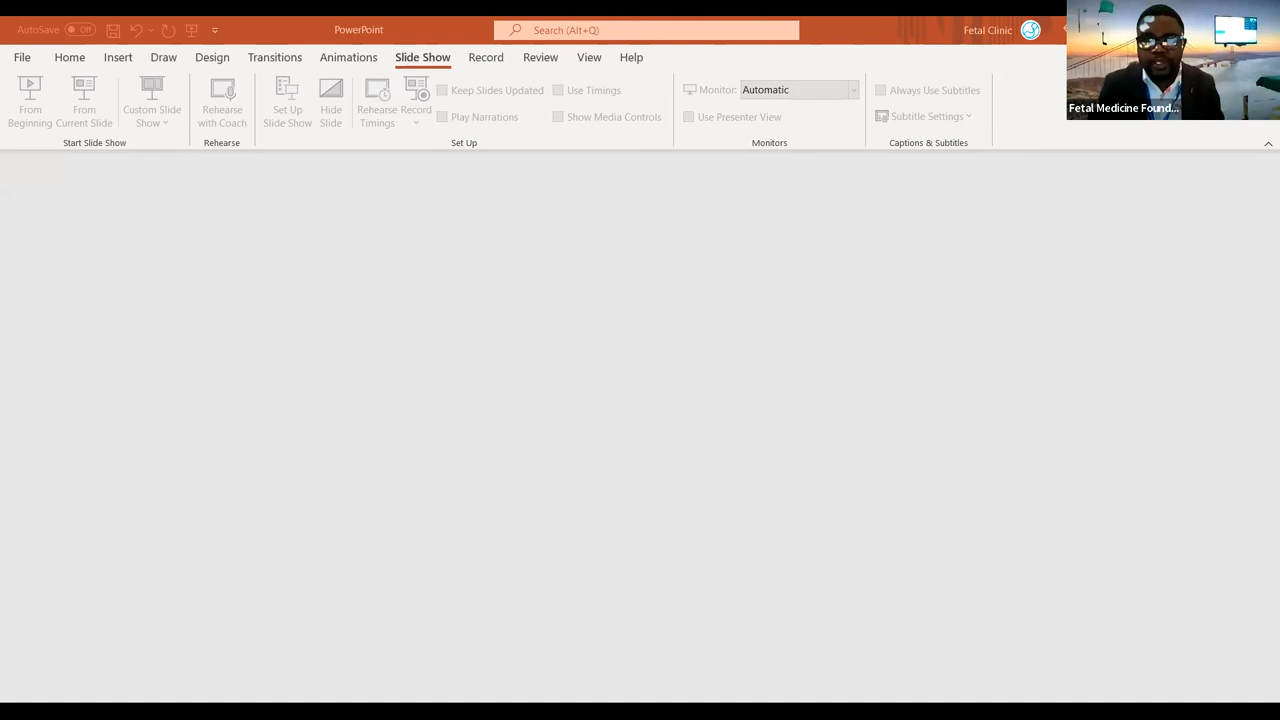 AutoSave Off
PowerPoint
Search (Alt+Q)
Fetal Clinic
File Home Insert Draw Design Transitions Animations Slide Show Record Review View Help
From Beginning
From Current Slide
Custom Slide Show
Start Slide Show
Rehearse with Coach
Rehearse
Set Up Slide Show
Hide Slide
Rehearse Timings
Record
Keep Slides Updated
Play Narrations
Use Timings
Show Media Controls
Set Up
Monitor: Automatic
Use Presenter View
Monitors
Always Use Subtitles
Subtitle Settings
Captions & Subtitles
Fetal Medicine Found...